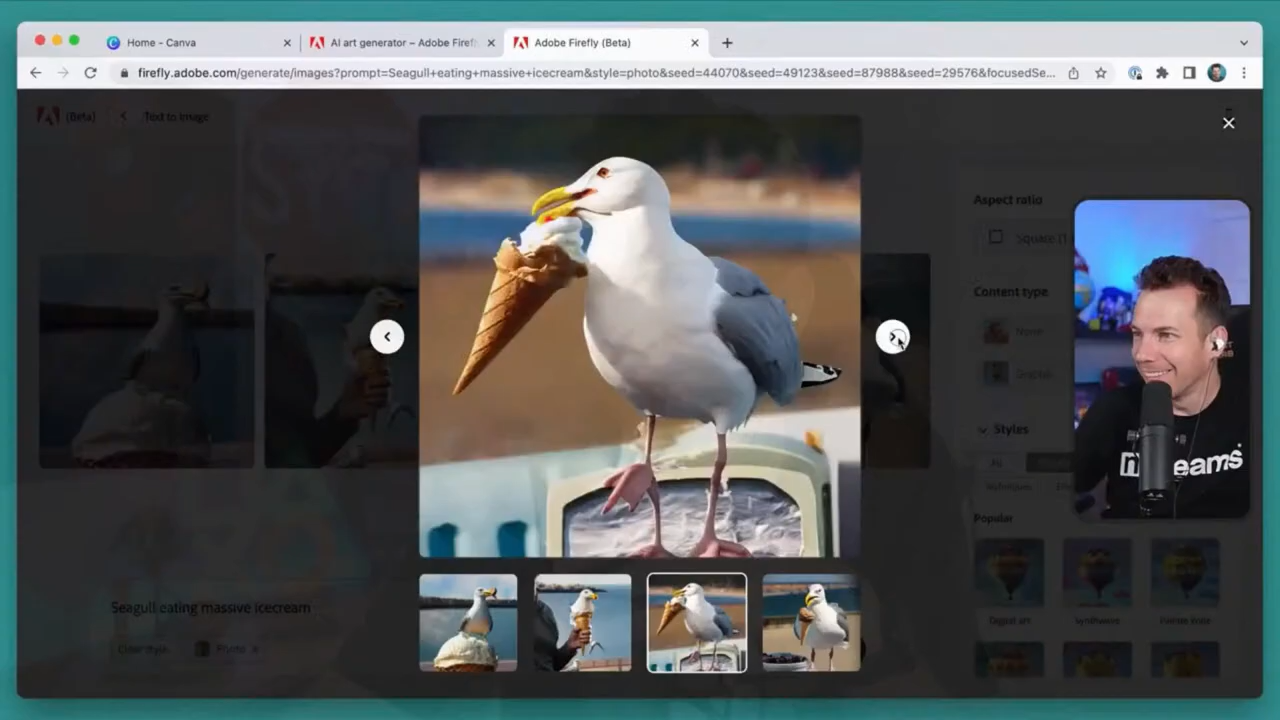 Home – Canva
AI art generator – Adobe Firefl
Adobe Firefly (Beta)
firefly.adobe.com/generate/images?prompt=Seagull+eating+massive+icecream&style=photo&seed=44070&seed=49123&seed=87988&seed=29576&focusedSe...
(Beta)
Text to image
Aspect ratio
Square (1
Content type
None
Graphic
Styles
All
Techniques
Popular
Digital art
Synthwave
Palette knife
Seagull eating massive icecream
Color style
Photo